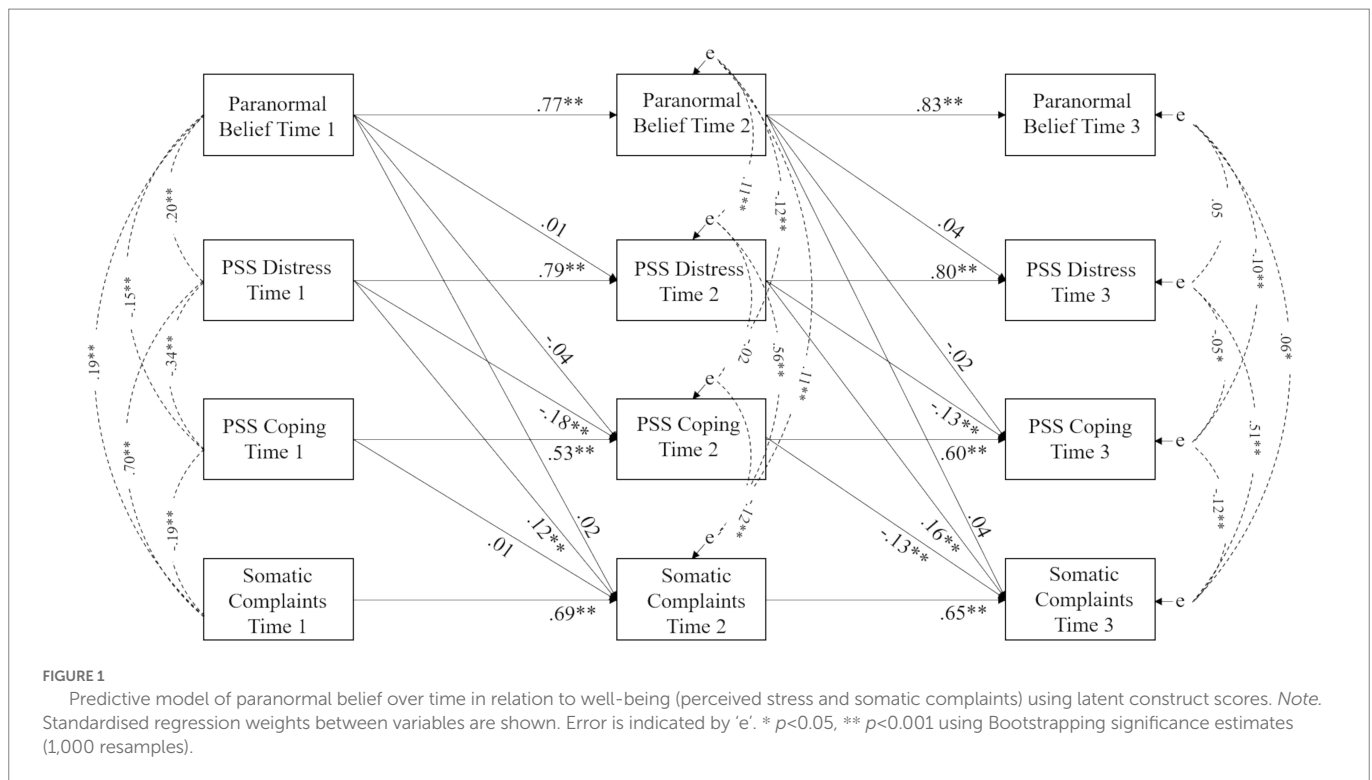 e
.77**
.83**
Paranormal
Belief Time 1
Paranormal
Belief Time 2
Paranormal
Belief Time 3
e
.20**
.01
.11**
-.12**
.04
.05
-.10**
e
PSS Distress
Time 1
.79**
PSS Distress
Time 2
.80**
PSS Distress
Time 3
e
-.15**
.19**
-.34**
-.04
-.02
.56**
.11**
-.02
-.05*
.06*
e
PSS Coping
Time 1
-.18**
.53**
PSS Coping
Time 2
-.13**
.60**
PSS Coping
Time 3
e
.70**
-.19**
.02
.12**
.01
-.12**
.04
.16**
-.13**
.51**
-.12**
e
Somatic
Complaints
Time 1
.69**
Somatic
Complaints
Time 2
.65**
Somatic
Complaints
Time 3
e
FIGURE 1
Predictive model of paranormal belief over time in relation to well-being (perceived stress and somatic complaints) using latent construct scores. Note.
Standardised regression weights between variables are shown. Error is indicated by ‘e’. * p<0.05, ** p<0.001 using Bootstrapping significance estimates
(1,000 resamples).